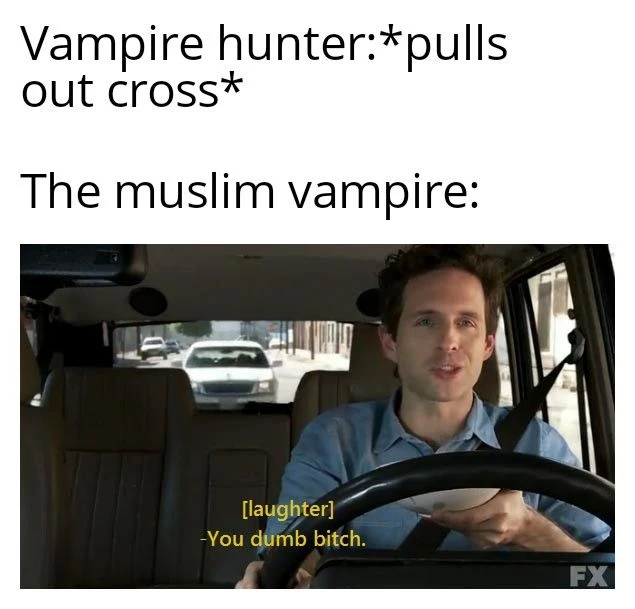 Vampire hunter:*pulls
out cross*
The muslim vampire:
[laughter]
-You dumb bitch.
FX